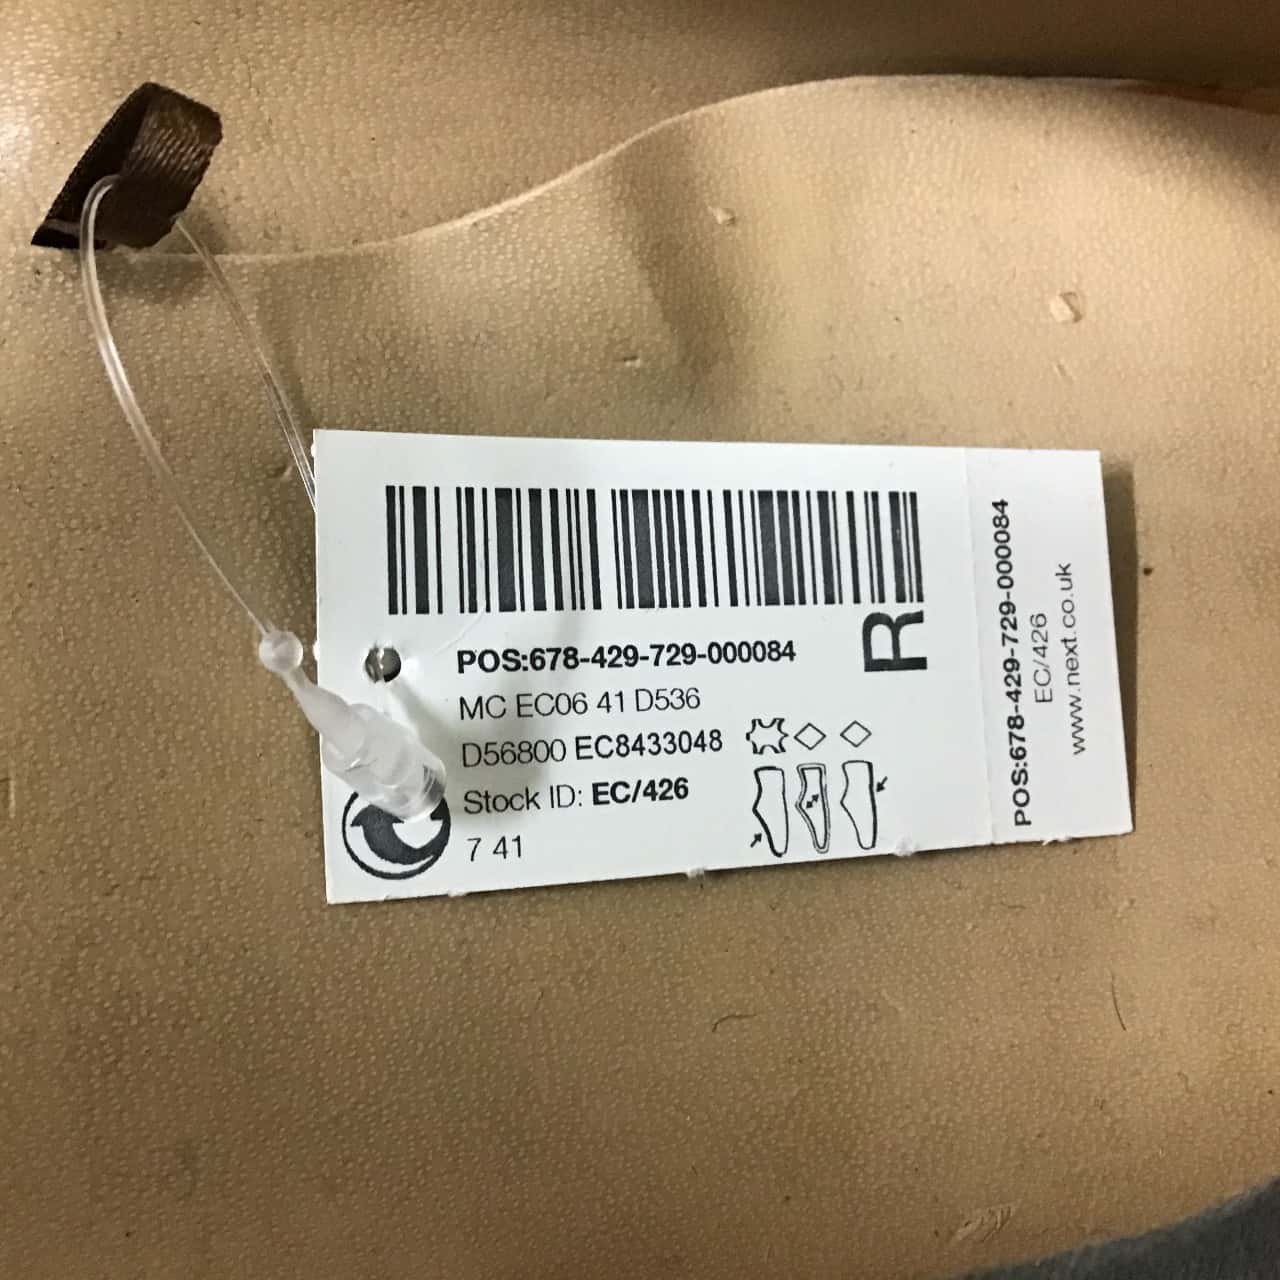 R
POS:678-429-729-000084
MC EC06 41 D536
D56800 EC8433048
Stock ID: EC/426
7 41
POS:678-429-729-000084
EC/426
www.next.co.uk